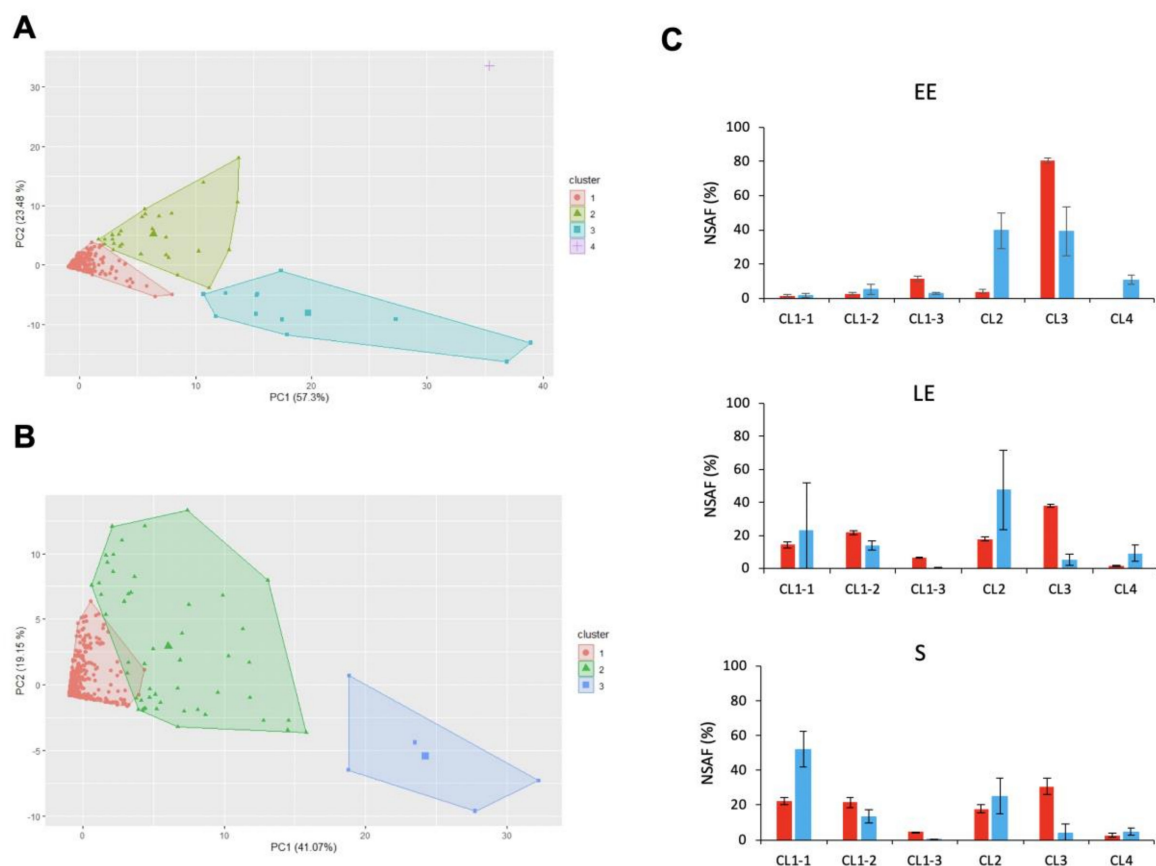 A
PC2 (23.48 %)
30
20
10
0
-10
0
10
20
30
40
PC1 (57.3%)
cluster
1
2
3
4
B
PC2 (19.15 %)
10
5
0
-5
-10
0
10
20
30
PC1 (41.07%)
cluster
1
2
3
C
EE
NSAF (%)
100
80
60
40
20
0
CL1-1 CL1-2 CL1-3 CL2 CL3 CL4
LE
NSAF (%)
100
80
60
40
20
0
CL1-1 CL1-2 CL1-3 CL2 CL3 CL4
S
NSAF (%)
100
80
60
40
20
0
CL1-1 CL1-2 CL1-3 CL2 CL3 CL4